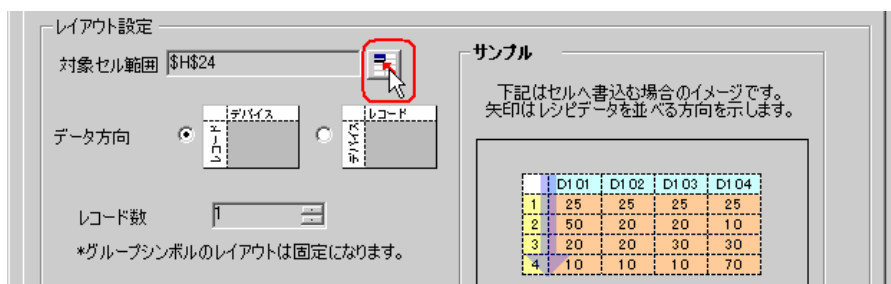 レイアウト設定
対象セル範囲 $H$24
データ方向
デバイス
レコード
レコード
デバイス
レコード数 1
*グループシンボルのレイアウトは固定になります。
サンプル
下記はセルへ書込む場合のイメージです。
矢印はレシピデータを並べる方向を示します。
D101 D102 D103 D104
1 25 25 25 25
2 50 20 20 10
3 20 20 30 30
4 10 10 10 70